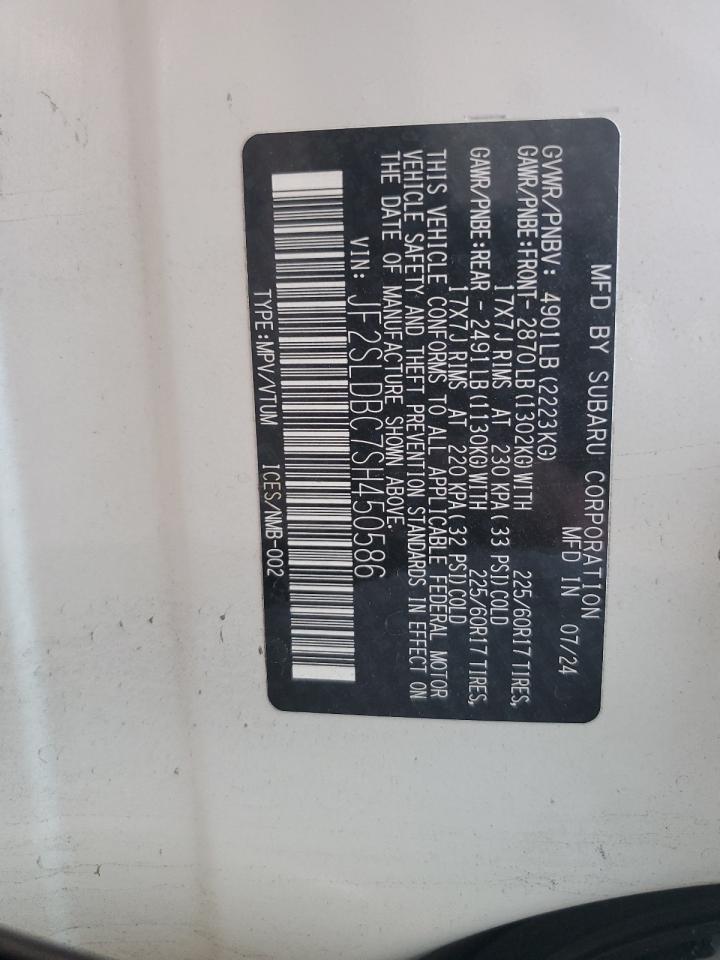 MFD BY SUBARU CORPORATION
MFD IN 07/24
GVWR/PNBV: 4901LB (2223KG)
GAWR/PNBE:FRONT- 2870LB(1302KG)WITH 225/60R17 TIRES,
17X7J RIMS AT 230 KPA( 33 PSI)COLD
GAWR/PNBE:REAR - 2491LB(1130KG)WITH 225/60R17 TIRES,
17X7J RIMS AT 220 KPA( 32 PSI)COLD
THIS VEHICLE CONFORMS TO ALL APPLICABLE FEDERAL MOTOR
VEHICLE SAFETY AND THEFT PREVENTION STANDARDS IN EFFECT ON
THE DATE OF MANUFACTURE SHOWN ABOVE.
VIN: JF2SLDBC7SH450586
TYPE:MPV/VTUM ICES/NMB-002